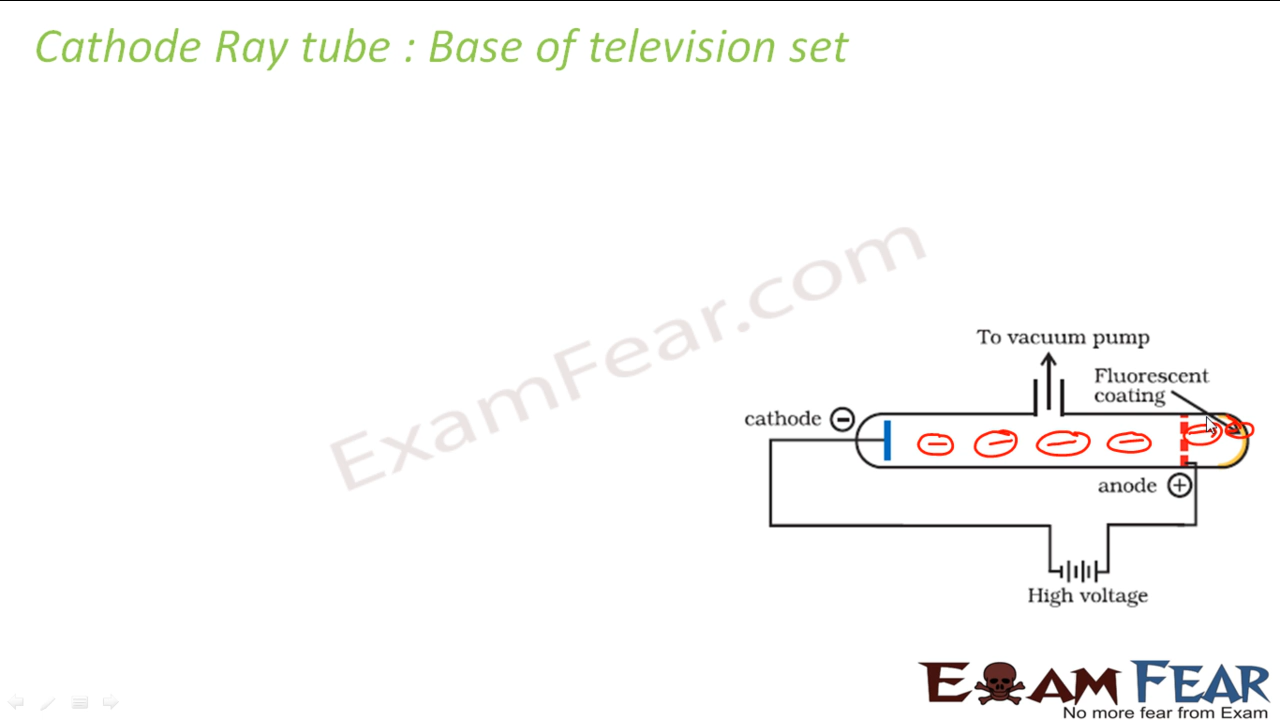 Cathode Ray tube : Base of television set
ExamFear.com
To vacuum pump
Fluorescent
coating
cathode
anode
High voltage
EXAM FEAR
No more fear from Exam